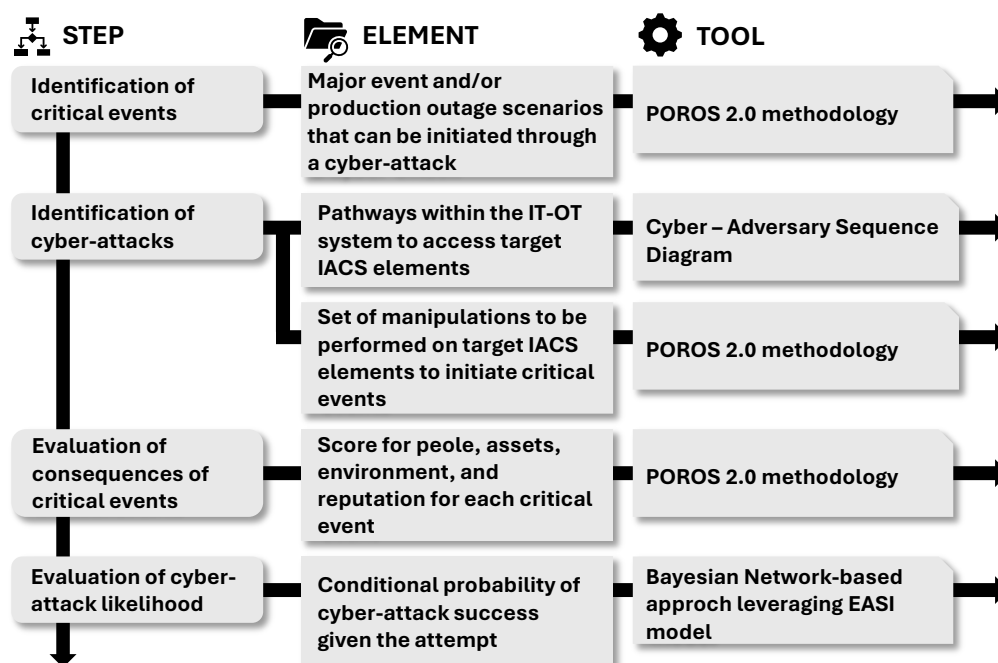 STEP
ELEMENT
TOOL
Identification of
critical events
Major event and/or
production outage scenarios
that can be initiated through
a cyber-attack
POROS 2.0 methodology
Identification of
cyber-attacks
Pathways within the IT-OT
system to access target
IACS elements
Cyber – Adversary Sequence
Diagram
Set of manipulations to be
performed on target IACS
elements to initiate critical
events
POROS 2.0 methodology
Evaluation of
consequences of
critical events
Score for peole, assets,
environment, and
reputation for each critical
event
POROS 2.0 methodology
Evaluation of cyber-
attack likelihood
Conditional probability of
cyber-attack success
given the attempt
Bayesian Network-based
approch leveraging EASI
model